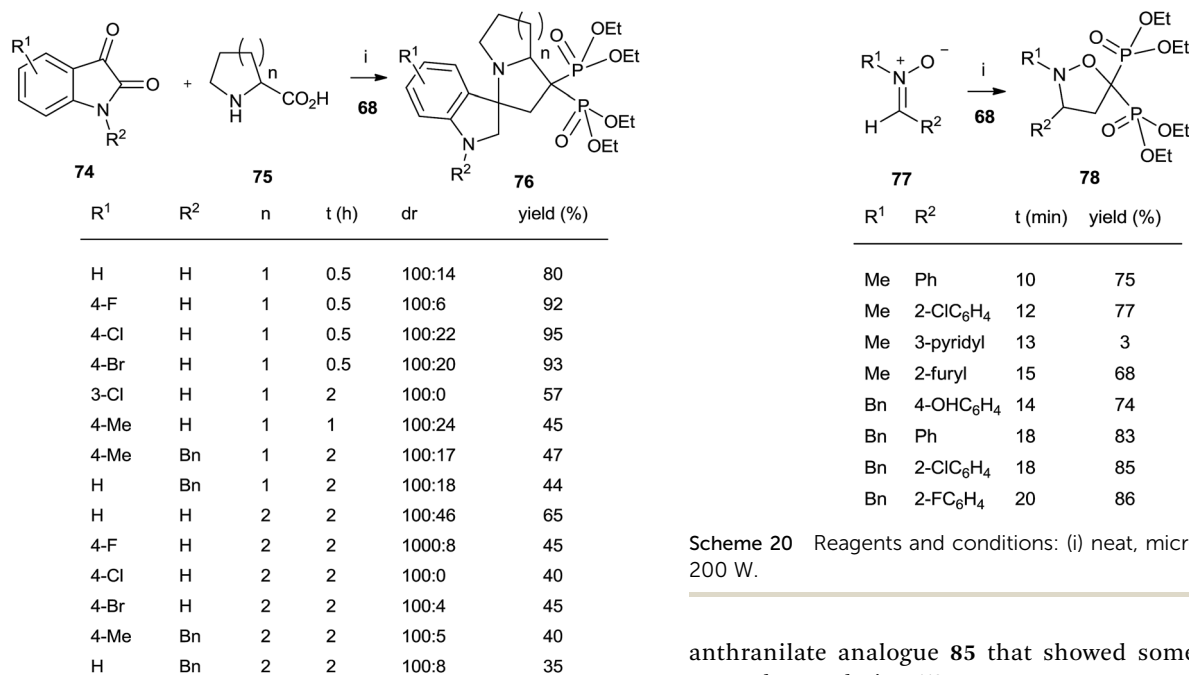 R¹ O O N R² + ( ) n N H CO₂H i 68 R¹ N ( ) n N R² O P OEt OEt P O OEt OEt
74 75 76
R¹ R² n t (h) dr yield (%)
H H 1 0.5 100:14 80
4-F H 1 0.5 100:6 92
4-Cl H 1 0.5 100:22 95
4-Br H 1 0.5 100:20 93
3-Cl H 1 2 100:0 57
4-Me H 1 1 100:24 45
4-Me Bn 1 2 100:17 47
H Bn 1 2 100:18 44
H H 2 2 100:46 65
4-F H 2 2 1000:8 45
4-Cl H 2 2 100:0 40
4-Br H 2 2 100:4 45
4-Me Bn 2 2 100:5 40
H Bn 2 2 100:8 35
R¹ N + O − H R² i 68 R¹ N O R² O P OEt OEt O P OEt OEt
77 78
R¹ R² t (min) yield (%)
Me Ph 10 75
Me 2-ClC₆H₄ 12 77
Me 3-pyridyl 13 3
Me 2-furyl 15 68
Bn 4-OHC₆H₄ 14 74
Bn Ph 18 83
Bn 2-ClC₆H₄ 18 85
Bn 2-FC₆H₄ 20 86
Scheme 20 Reagents and conditions: (i) neat, micr
200 W.
anthranilate analogue 85 that showed some